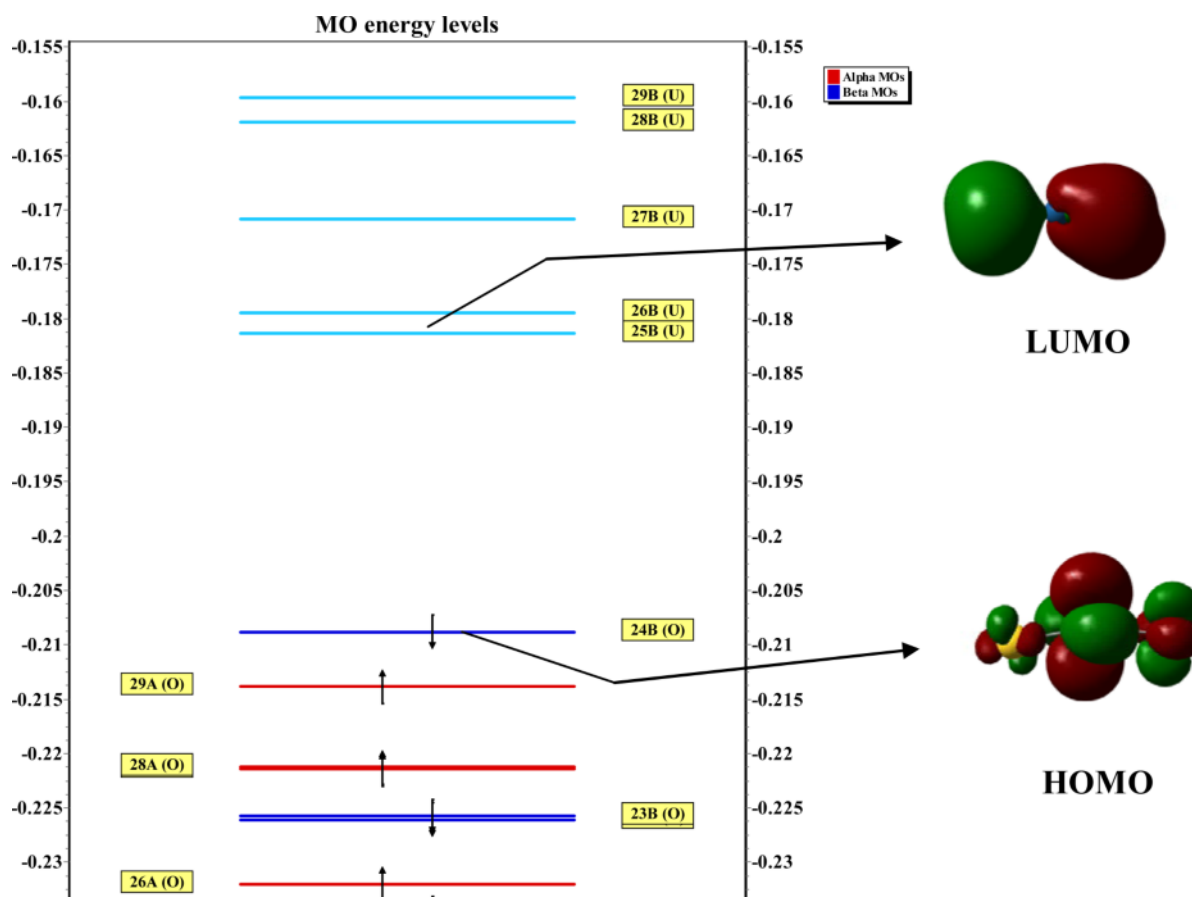 MO energy levels
-0.155
-0.16
-0.165
-0.17
-0.175
-0.18
-0.185
-0.19
-0.195
-0.2
-0.205
-0.21
-0.215
-0.22
-0.225
-0.23
29A (O)
28A (O)
26A (O)
29B (U)
28B (U)
27B (U)
26B (U)
25B (U)
24B (O)
23B (O)
-0.155
-0.16
-0.165
-0.17
-0.175
-0.18
-0.185
-0.19
-0.195
-0.2
-0.205
-0.21
-0.215
-0.22
-0.225
-0.23
Alpha MOs
Beta MOs
LUMO
HOMO